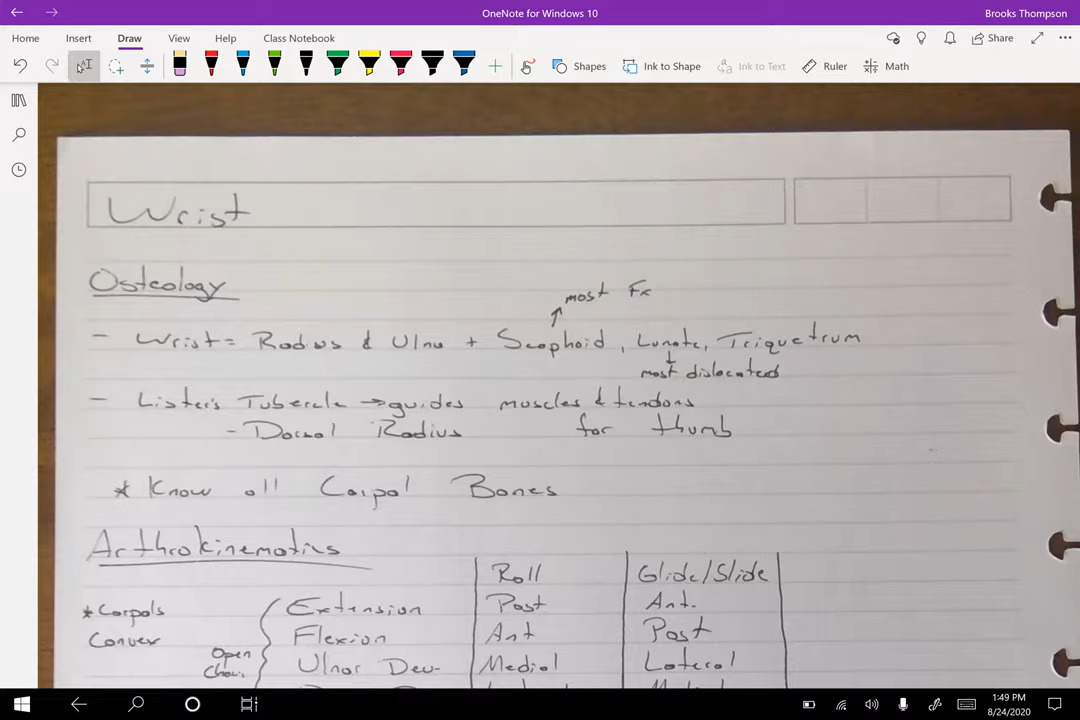 OneNote for Windows 10
Brooks Thompson
Home Insert Draw View Help Class Notebook
Share
Shapes Ink to Shape Ink to Text Ruler Math
Wrist
Osteology
most Fx
- Wrist = Radius & Ulna + Scaphoid, Lunate, Triquetrum
most dislocated
- Lister's Tubercle → guides muscles & tendons
- Dorsal Radius for thumb
* Know all Carpal Bones
Arthrokinematics
Roll Glide/Slide
*Carpals Extension Post Ant.
Convex Flexion Ant Post
Open
Chain Ulnar Dev- Medial Lateral
1:49 PM
8/24/2020